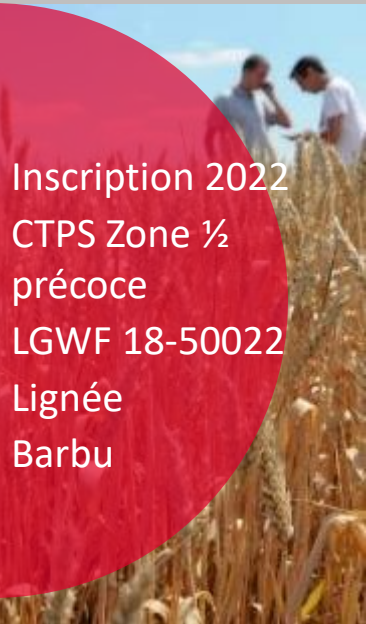 Inscription 2022
CTPS Zone ½
précoce
LGWF 18-50022
Lignée
Barbu